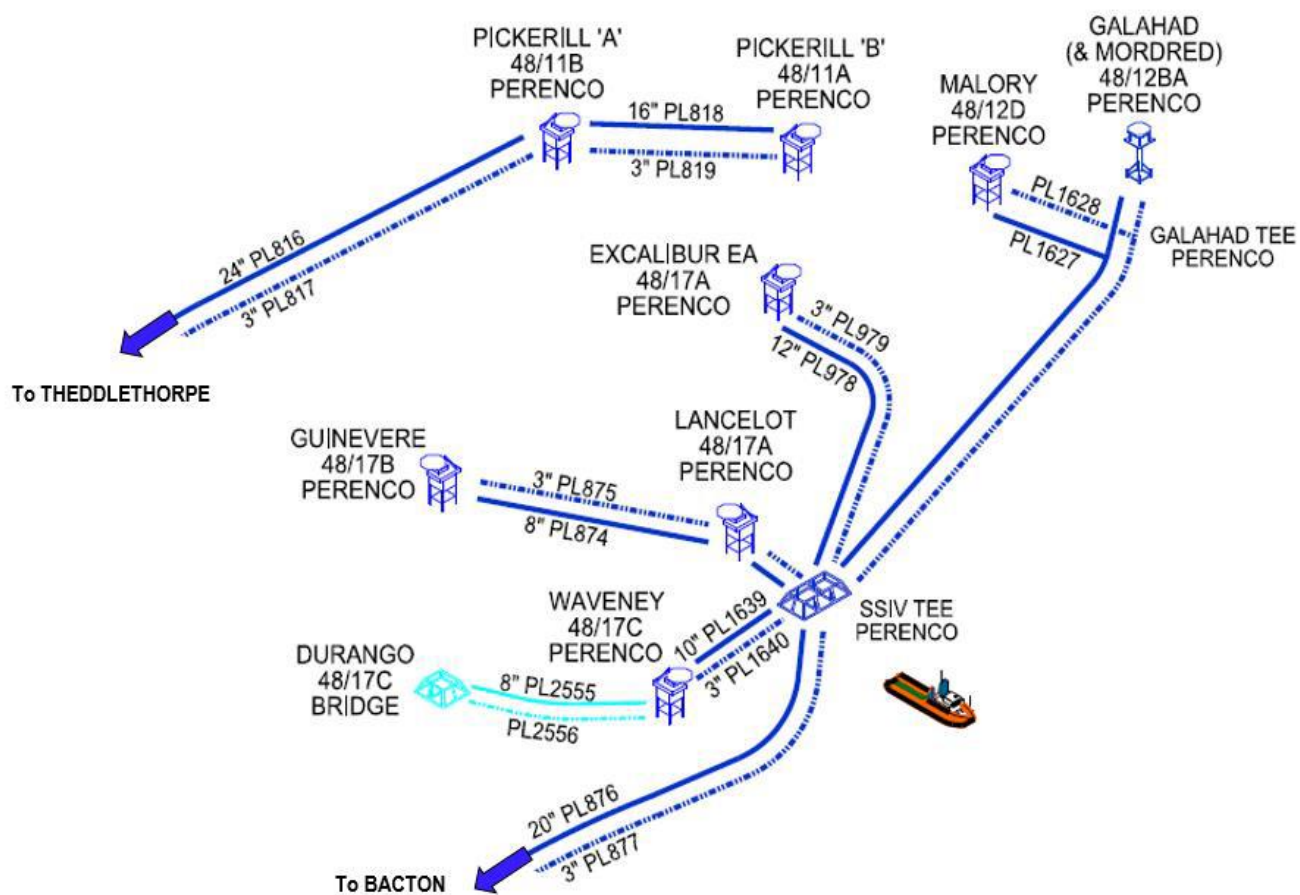 PICKERILL 'A'
48/11B
PERENCO
PICKERILL 'B'
48/11A
PERENCO
GALAHAD
(& MORDRED)
48/12BA
PERENCO
MALORY
48/12D
PERENCO
16" PL818
3" PL819
PL1628
PL1627
GALAHAD TEE
PERENCO
24" PL816
3" PL817
To THEDDLETHORPE
EXCALIBUR EA
48/17A
PERENCO
3" PL979
12" PL978
GUINEVERE
48/17B
PERENCO
LANCELOT
48/17A
PERENCO
3" PL875
8" PL874
WAVENEY
48/17C
PERENCO
10" PL1639
3" PL1640
SSIV TEE
PERENCO
DURANGO
48/17C
BRIDGE
8" PL2555
PL2556
20" PL876
3" PL877
To BACTON